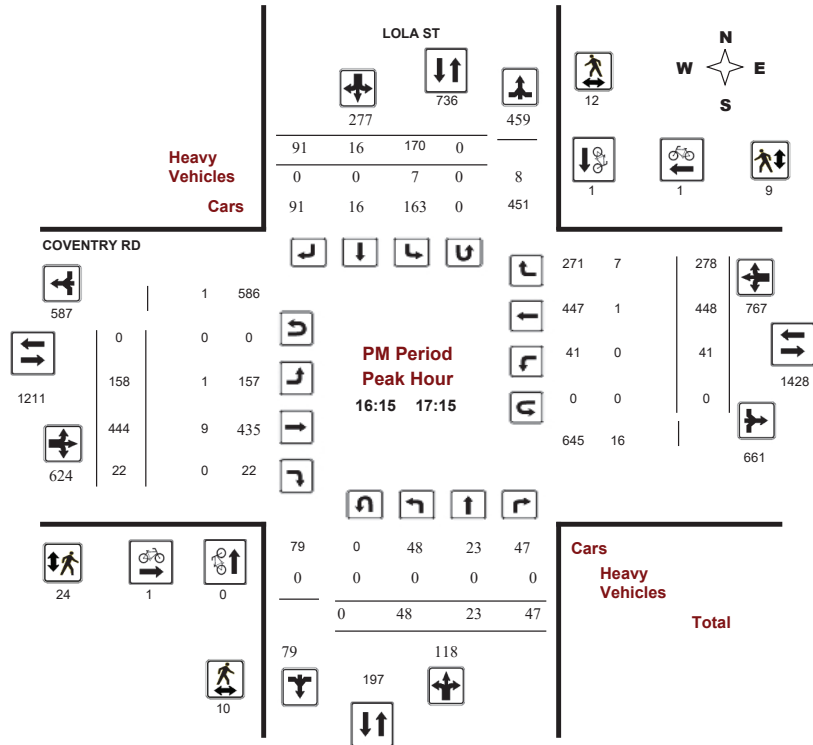 LOLA ST
N
W E
S
736
12
277 459
91 16 170 0
Heavy
Vehicles
0 0 7 0 8
1 1 9
Cars 91 16 163 0 451
COVENTRY RD
271 7 278
587 1 586
447 1 448 767
0 0 0
PM Period
Peak Hour
41 0 41
158 1 157
1211 1428
16:15 17:15
0 0 0
444 9 435
645 16
661
624 22 0 22
79 0 48 23 47 Cars
0 0 0 0 0 Heavy
Vehicles
24 1 0
0 48 23 47
Total
79 118
197
10